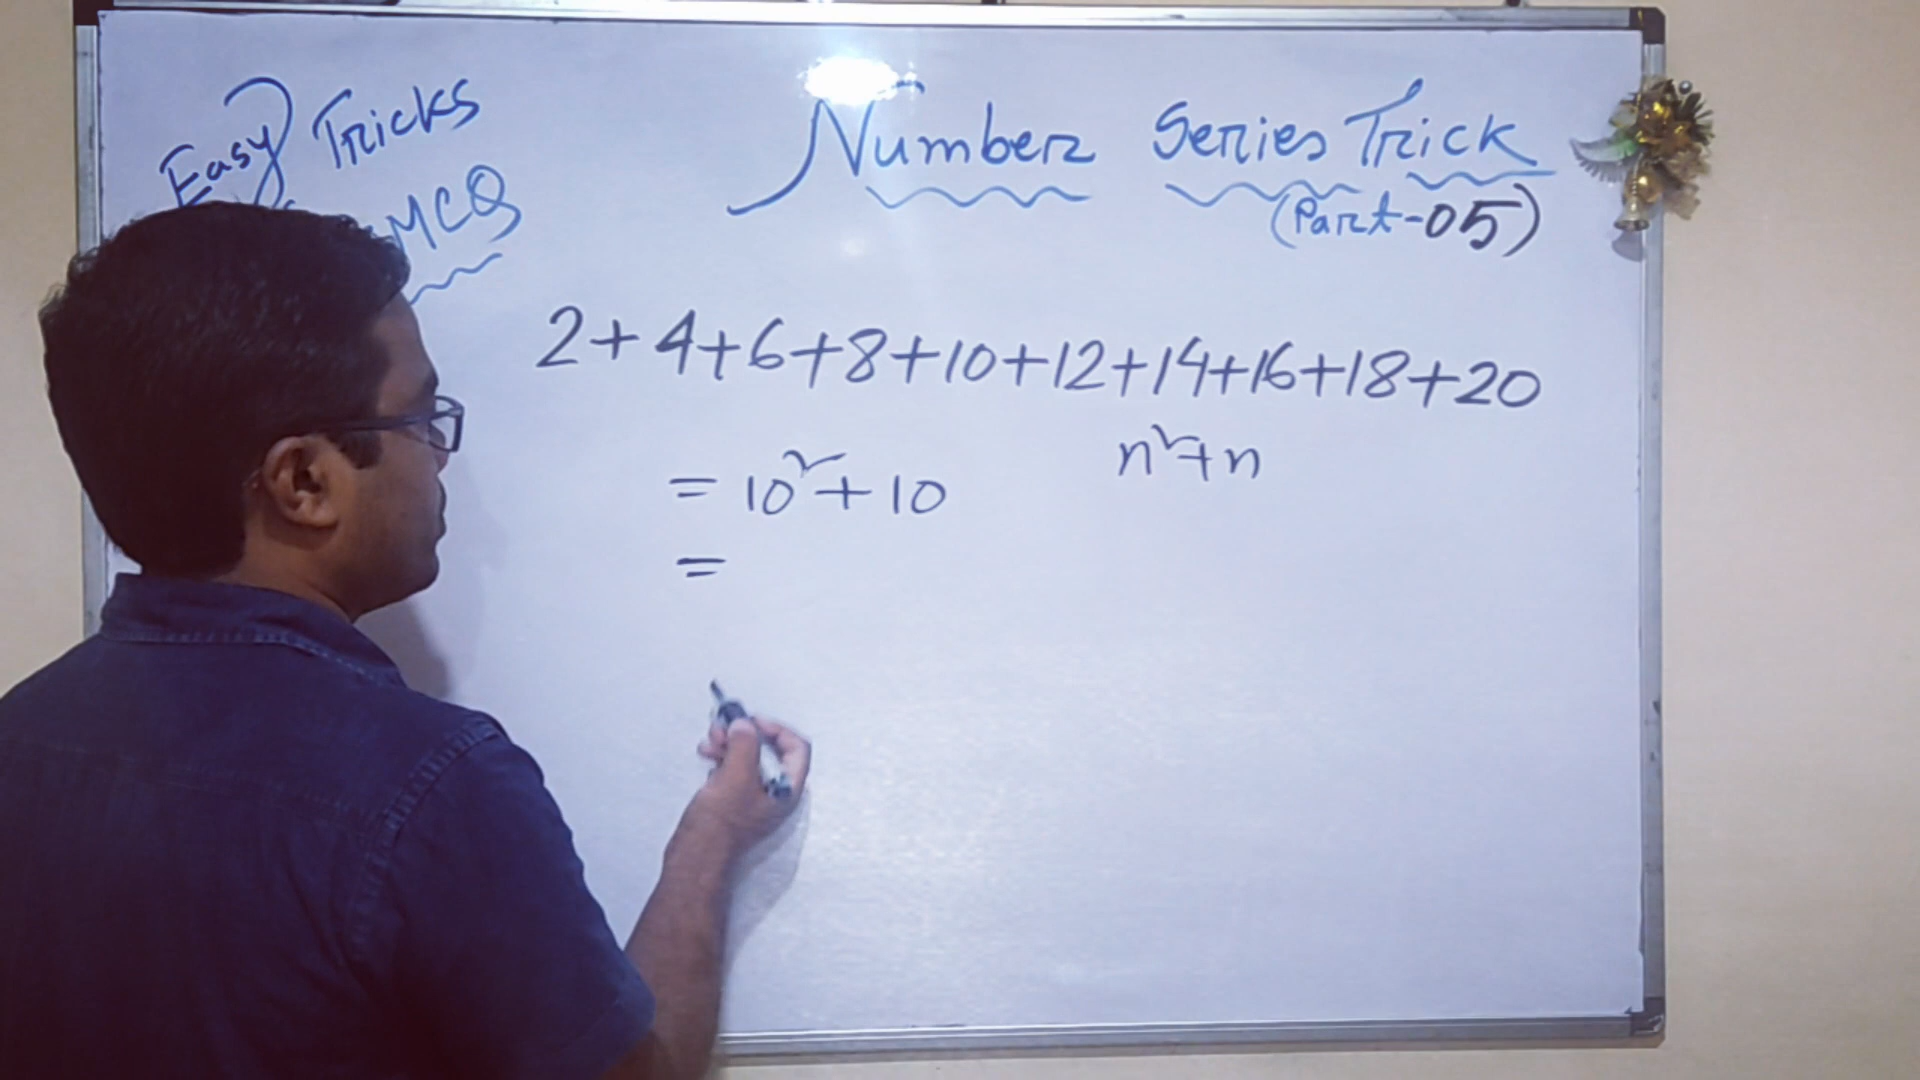 Easy Tricks
MCQ
Number Series Trick
(Part-05)
2+4+6+8+10+12+14+16+18+20
n²+n
= 10²+10
=